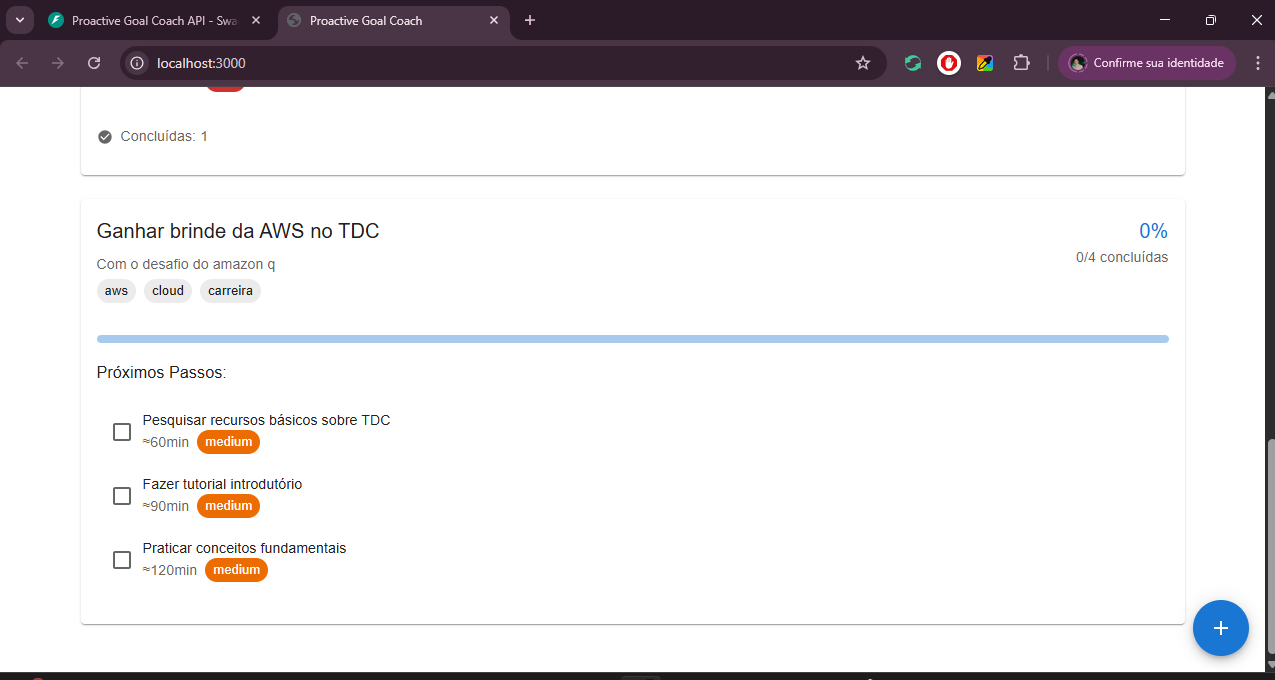 Proactive Goal Coach API - Swa
Proactive Goal Coach
localhost:3000
Confirme sua identidade
Concluídas: 1
Ganhar brinde da AWS no TDC
0%
Com o desafio do amazon q
0/4 concluídas
aws cloud carreira
Próximos Passos:
Pesquisar recursos básicos sobre TDC
≈60min medium
Fazer tutorial introdutório
≈90min medium
Praticar conceitos fundamentais
≈120min medium